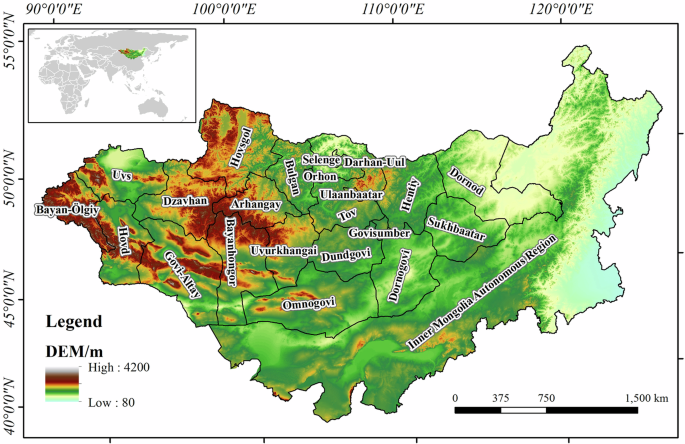 90°0'0"E
100°0'0"E
110°0'0"E
120°0'0"E
55°0'0"N
50°0'0"N
45°0'0"N
40°0'0"N
Hovsgol
Selenge
Darhan-Uul
Bulgan
Orhon
Uvs
Dornod
Ulaanbaatar
Hentiy
Dzavhan
Arhangay
Bayan-Ölgiy
Tov
Sukhbaatar
Govisumber
Hovd
Bayanhongor
Uvurkhangai
Dundgovi
Govi-Altay
Dornogovi
Omnogovi
Inner Mongolia Autonomous Region
Legend
DEM/m
High : 4200
Low : 80
0 375 750 1,500 km